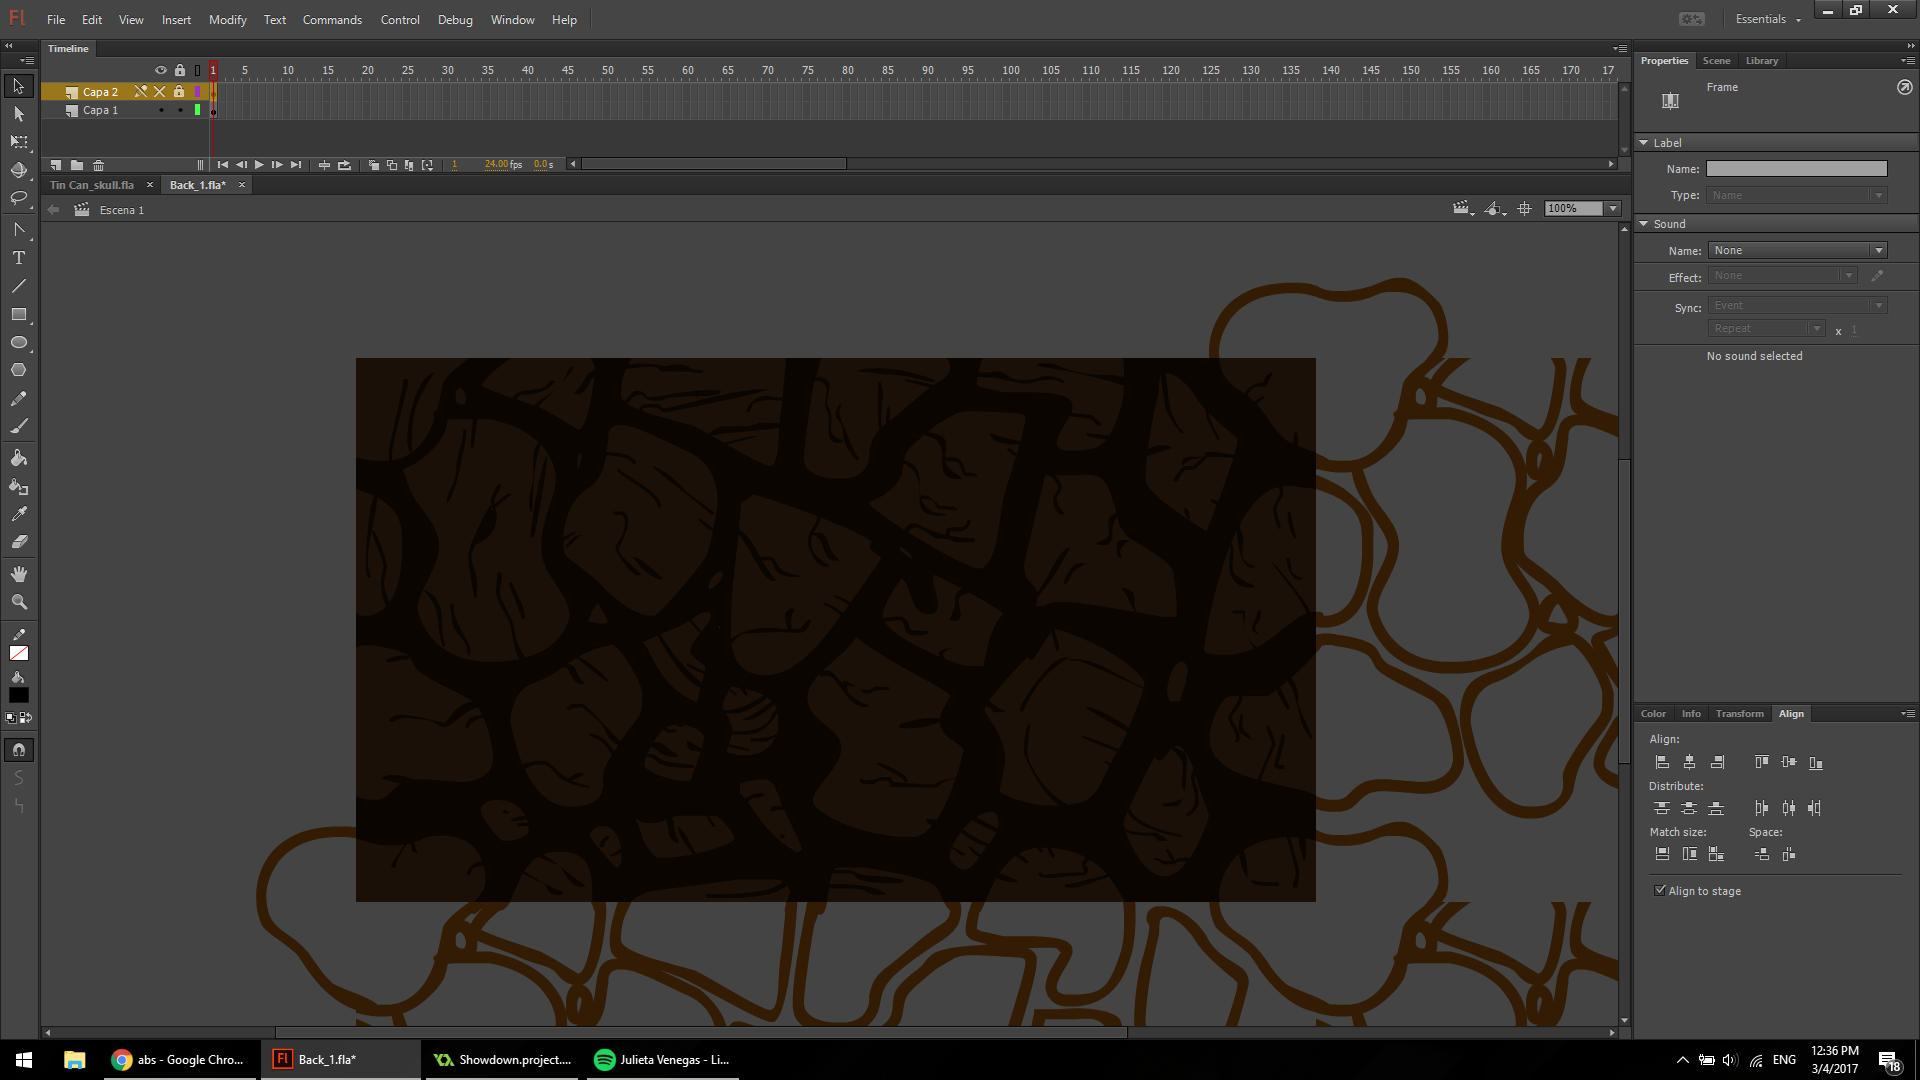 Fl File Edit View Insert Modify Text Commands Control Debug Window Help Essentials
Timeline
1 5 10 15 20 25 30 35 40 45 50 55 60 65 70 75 80 85 90 95 100 105 110 115 120 125 130 135 140 145 150 155 160 165 170 17
Capa 2
Capa 1
1 24.00 fps 0.0 s
Tin Can_skull.fla Back_1.fla*
Escena 1 100%
Properties Scene Library
Frame
Label
Name:
Type: Name
Sound
Name: None
Effect: None
Sync: Event
Repeat x 1
No sound selected
Color Info Transform Align
Align:
Distribute:
Match size: Space:
Align to stage
T
abs - Google Chro... Fl Back_1.fla* Showdown.project.... Julieta Venegas - Li... ENG
12:36 PM
3/4/2017
18